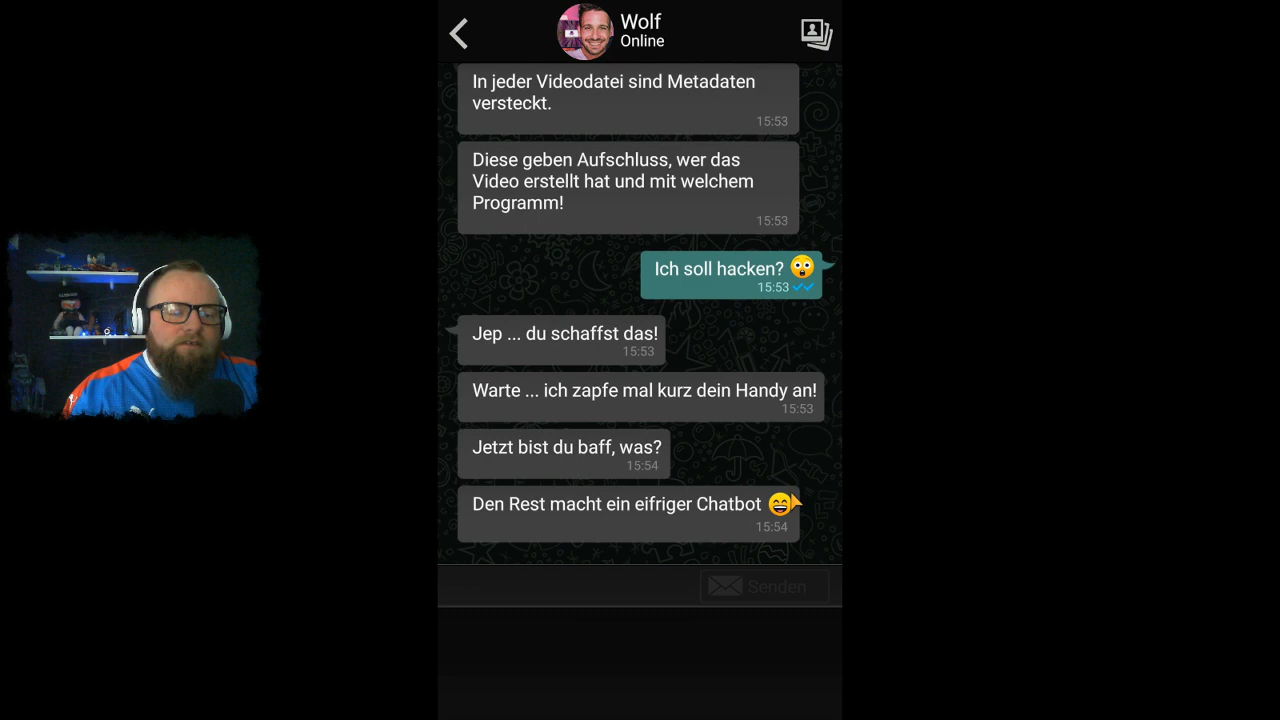 Wolf
Online
In jeder Videodatei sind Metadaten
versteckt.
15:53
Diese geben Aufschluss, wer das
Video erstellt hat und mit welchem
Programm!
15:53
Ich soll hacken? 😲
15:53
Jep ... du schaffst das!
15:53
Warte ... ich zapfe mal kurz dein Handy an!
15:53
Jetzt bist du baff, was?
15:54
Den Rest macht ein eifriger Chatbot 😁
15:54
Senden